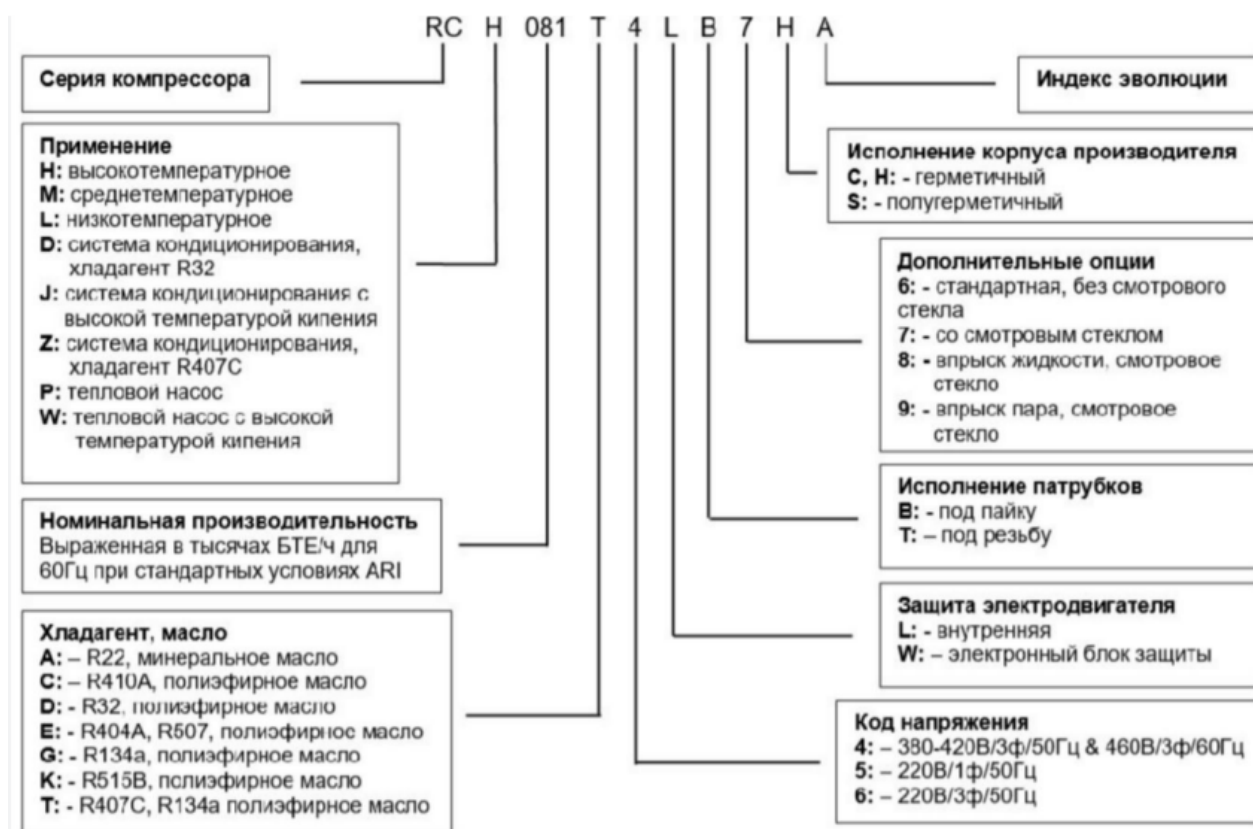 RC H 081 T 4 L B 7 H A
Серия компрессора
Применение
H: высокотемпературное
M: среднетемпературное
L: низкотемпературное
D: система кондиционирования,
хладагент R32
J: система кондиционирования с
высокой температурой кипения
Z: система кондиционирования,
хладагент R407C
P: тепловой насос
W: тепловой насос с высокой
температурой кипения
Номинальная производительность
Выраженная в тысячах БТЕ/ч для
60Гц при стандартных условиях ARI
Хладагент, масло
A: – R22, минеральное масло
C: – R410A, полиэфирное масло
D: - R32, полиэфирное масло
E: - R404A, R507, полиэфирное масло
G: - R134a, полиэфирное масло
K: - R515B, полиэфирное масло
T: - R407C, R134a полиэфирное масло
Индекс эволюции
Исполнение корпуса производителя
C, H: - герметичный
S: - полугерметичный
Дополнительные опции
6: - стандартная, без смотрового
стекла
7: - со смотровым стеклом
8: - впрыск жидкости, смотровое
стекло
9: - впрыск пара, смотровое
стекло
Исполнение патрубков
B: - под пайку
T: – под резьбу
Защита электродвигателя
L: - внутренняя
W: – электронный блок защиты
Код напряжения
4: – 380-420В/3ф/50Гц & 460В/3ф/60Гц
5: – 220В/1ф/50Гц
6: – 220В/3ф/50Гц